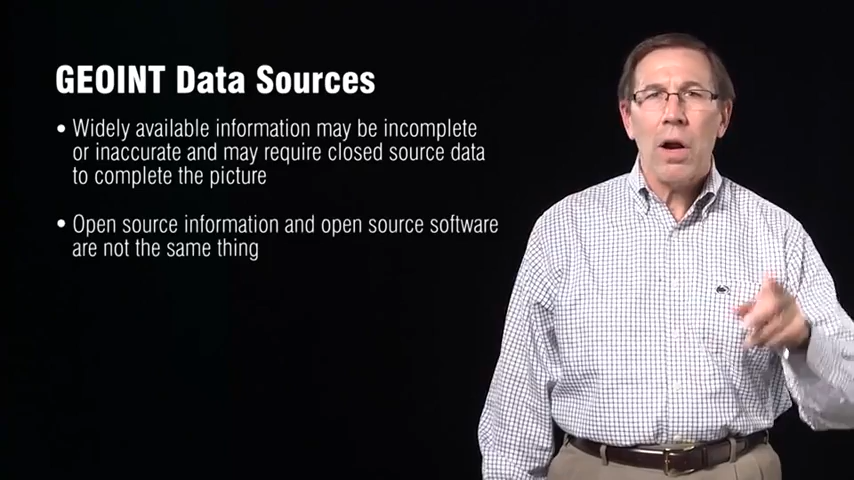 GEOINT Data Sources
• Widely available information may be incomplete
or inaccurate and may require closed source data
to complete the picture
• Open source information and open source software
are not the same thing